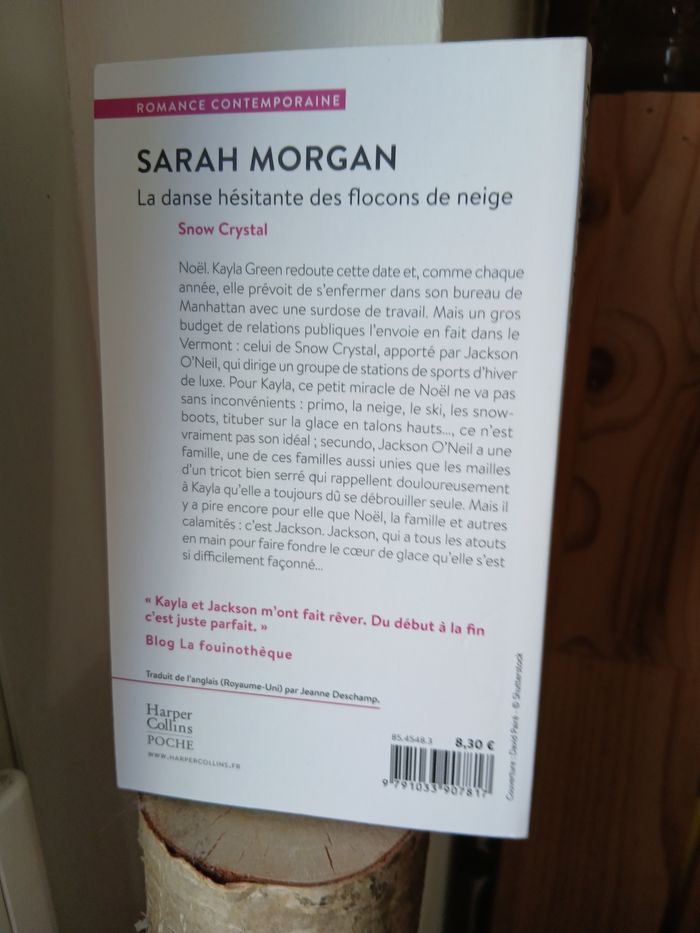 ROMANCE CONTEMPORAINE
SARAH MORGAN
La danse hésitante des flocons de neige
Snow Crystal
Noël. Kayla Green redoute cette date et, comme chaque
année, elle prévoit de s'enfermer dans son bureau de
Manhattan avec une surdose de travail. Mais un gros
budget de relations publiques l'envoie en fait dans le
Vermont : celui de Snow Crystal, apporté par Jackson
O'Neil, qui dirige un groupe de stations de sports d'hiver
de luxe. Pour Kayla, ce petit miracle de Noël ne va pas
sans inconvénients : primo, la neige, le ski, les snow-
boots, tituber sur la glace en talons hauts…, ce n'est
vraiment pas son idéal ; secundo, Jackson O'Neil a une
famille, une de ces familles aussi unies que les mailles
d'un tricot bien serré qui rappellent douloureusement
à Kayla qu'elle a toujours dû se débrouiller seule. Mais il
y a pire encore pour elle que Noël, la famille et autres
calamités : c'est Jackson. Jackson, qui a tous les atouts
en main pour faire fondre le cœur de glace qu'elle s'est
si difficilement façonné…
« Kayla et Jackson m'ont fait rêver. Du début à la fin
c'est juste parfait. »
Blog La fouinothèque
Traduit de l'anglais (Royaume-Uni) par Jeanne Deschamp.
Harper
Collins
POCHE
WWW.HARPERCOLLINS.FR
85.4548.3 8,30 €
9 791033 907817
Couverture : David Paire - © Shutterstock